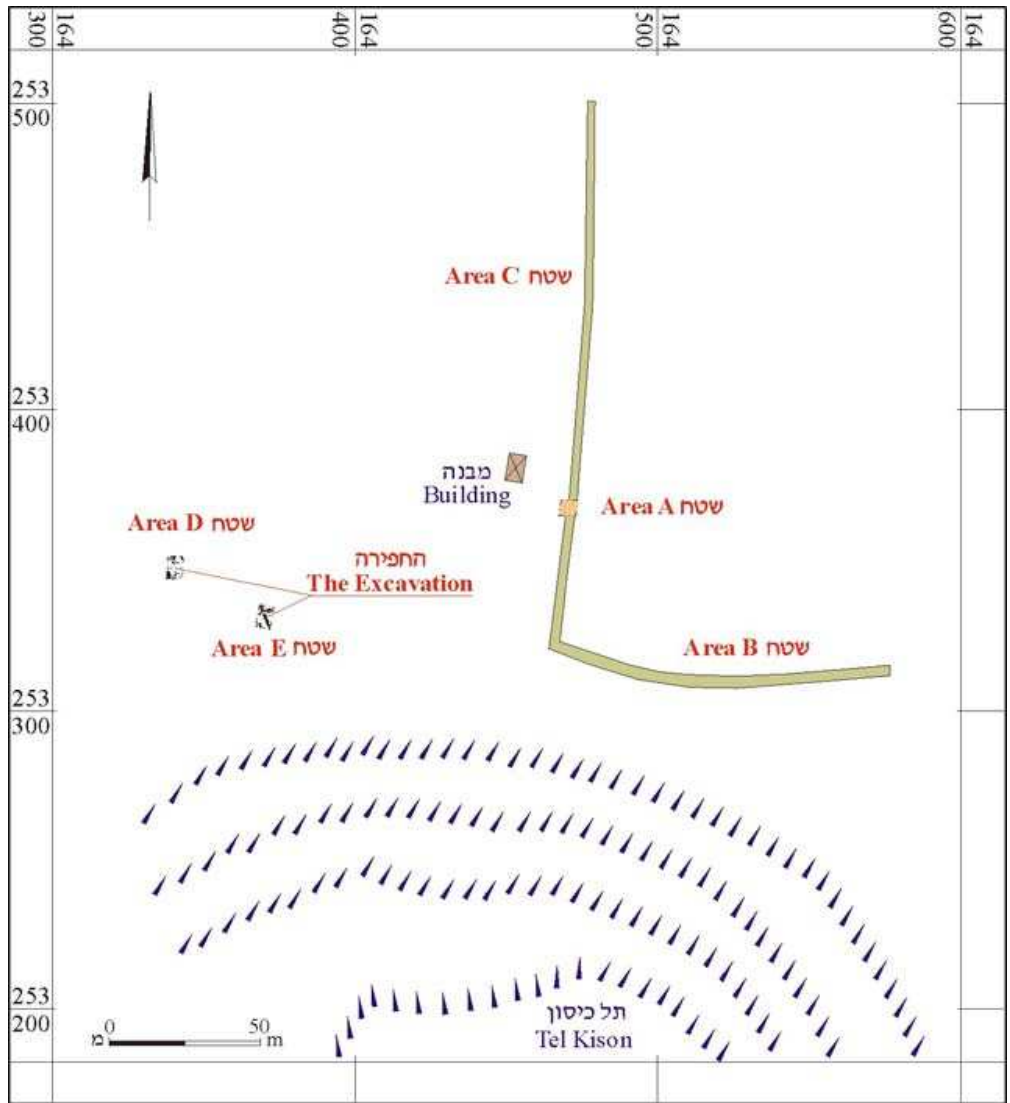 164 300
164 400
164 500
164 600
253
500
Area C שטח
253
400
מבנה
Building
Area A שטח
Area D שטח
החפירה
The Excavation
Area E שטח
Area B שטח
253
300
253
200
תל כיסון
Tel Kison
0 50
מ m